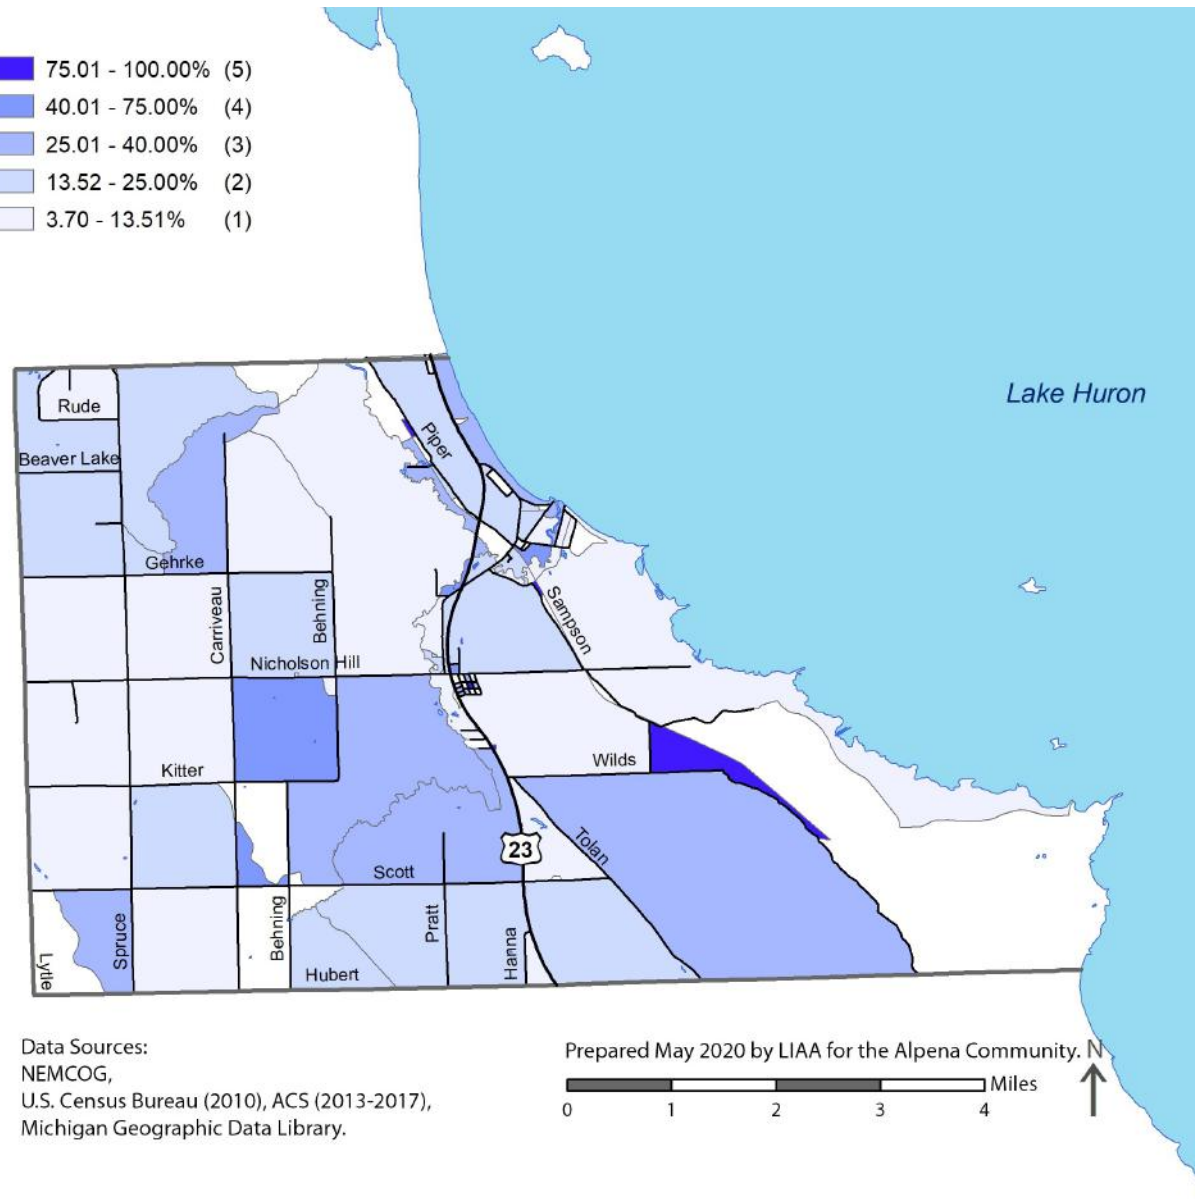 75.01 - 100.00% (5)
40.01 - 75.00% (4)
25.01 - 40.00% (3)
13.52 - 25.00% (2)
3.70 - 13.51% (1)
Lake Huron
Rude
Piper
Beaver Lake
Gehrke
Carriveau
Behning
Sampson
Nicholson Hill
Wilds
Kitter
23
Tolan
Scott
Spruce
Behning
Pratt
Hanna
Lytle
Hubert
Data Sources:
NEMCOG,
U.S. Census Bureau (2010), ACS (2013-2017),
Michigan Geographic Data Library.
Prepared May 2020 by LIAA for the Alpena Community.
N
Miles
0 1 2 3 4